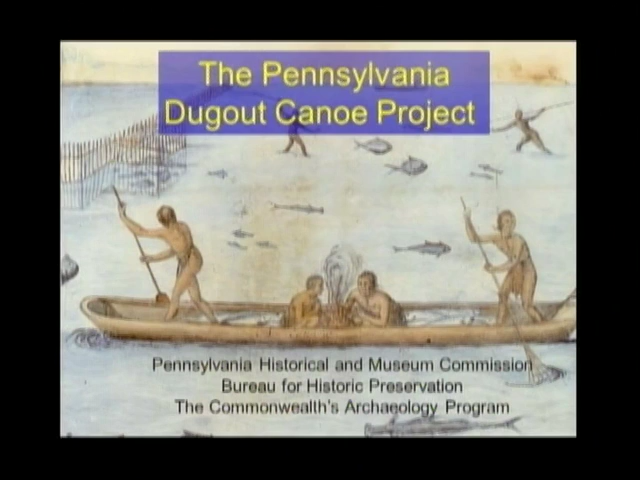 The Pennsylvania
Dugout Canoe Project
Pennsylvania Historical and Museum Commission
Bureau for Historic Preservation
The Commonwealth's Archaeology Program